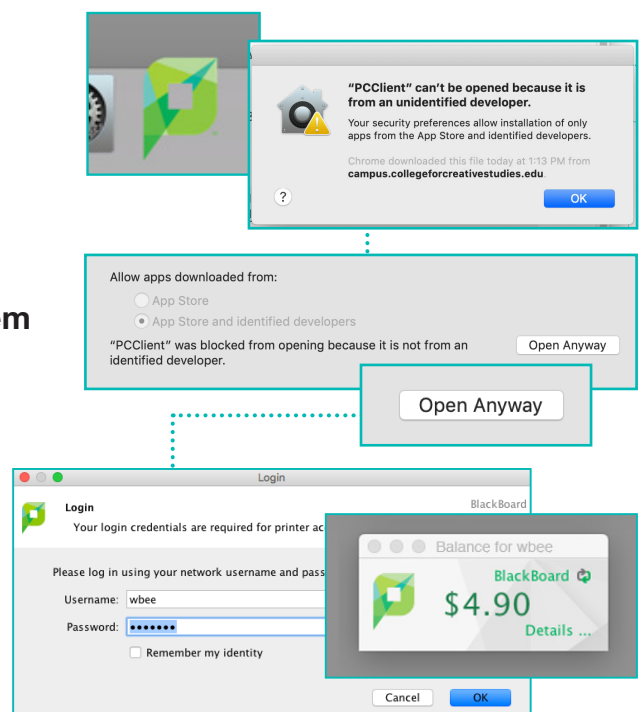 “PCClient” can’t be opened because it is
from an unidentified developer.
Your security preferences allow installation of only
apps from the App Store and identified developers.
Chrome downloaded this file today at 1:13 PM from
campus.collegeforcreativestudies.edu.
?
OK
Allow apps downloaded from:
App Store
App Store and identified developers
“PCClient” was blocked from opening because it is not from an
identified developer.
Open Anyway
Open Anyway
Login
Login
BlackBoard
Your login credentials are required for printer
Please log in using your network username and
Username: wbee
Password: •••••••
Remember my identity
Cancel
OK
Balance for wbee
BlackBoard
$4.90
Details ...